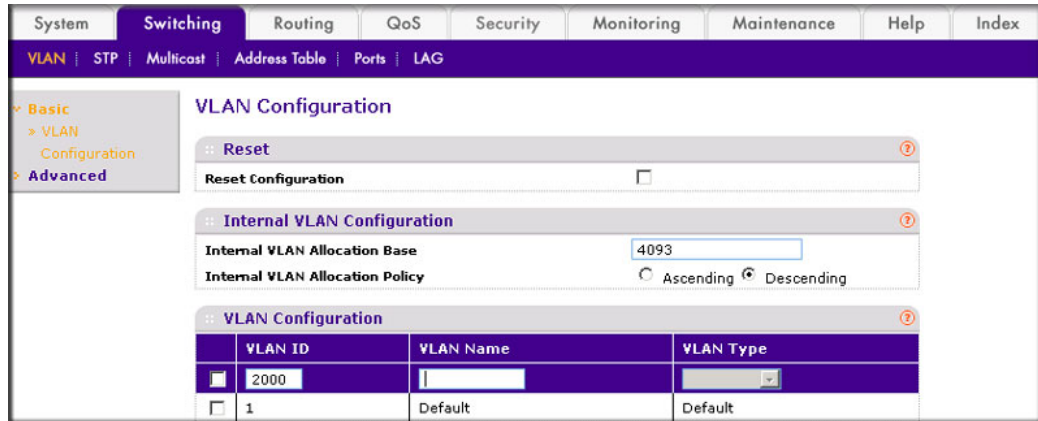 System Switching Routing QoS Security Monitoring Maintenance Help Index
VLAN STP Multicast Address Table Ports LAG
Basic
VLAN
Configuration
Advanced
VLAN Configuration
Reset
Reset Configuration
Internal VLAN Configuration
Internal VLAN Allocation Base 4093
Internal VLAN Allocation Policy Ascending Descending
VLAN Configuration
VLAN ID VLAN Name VLAN Type
2000
1 Default Default